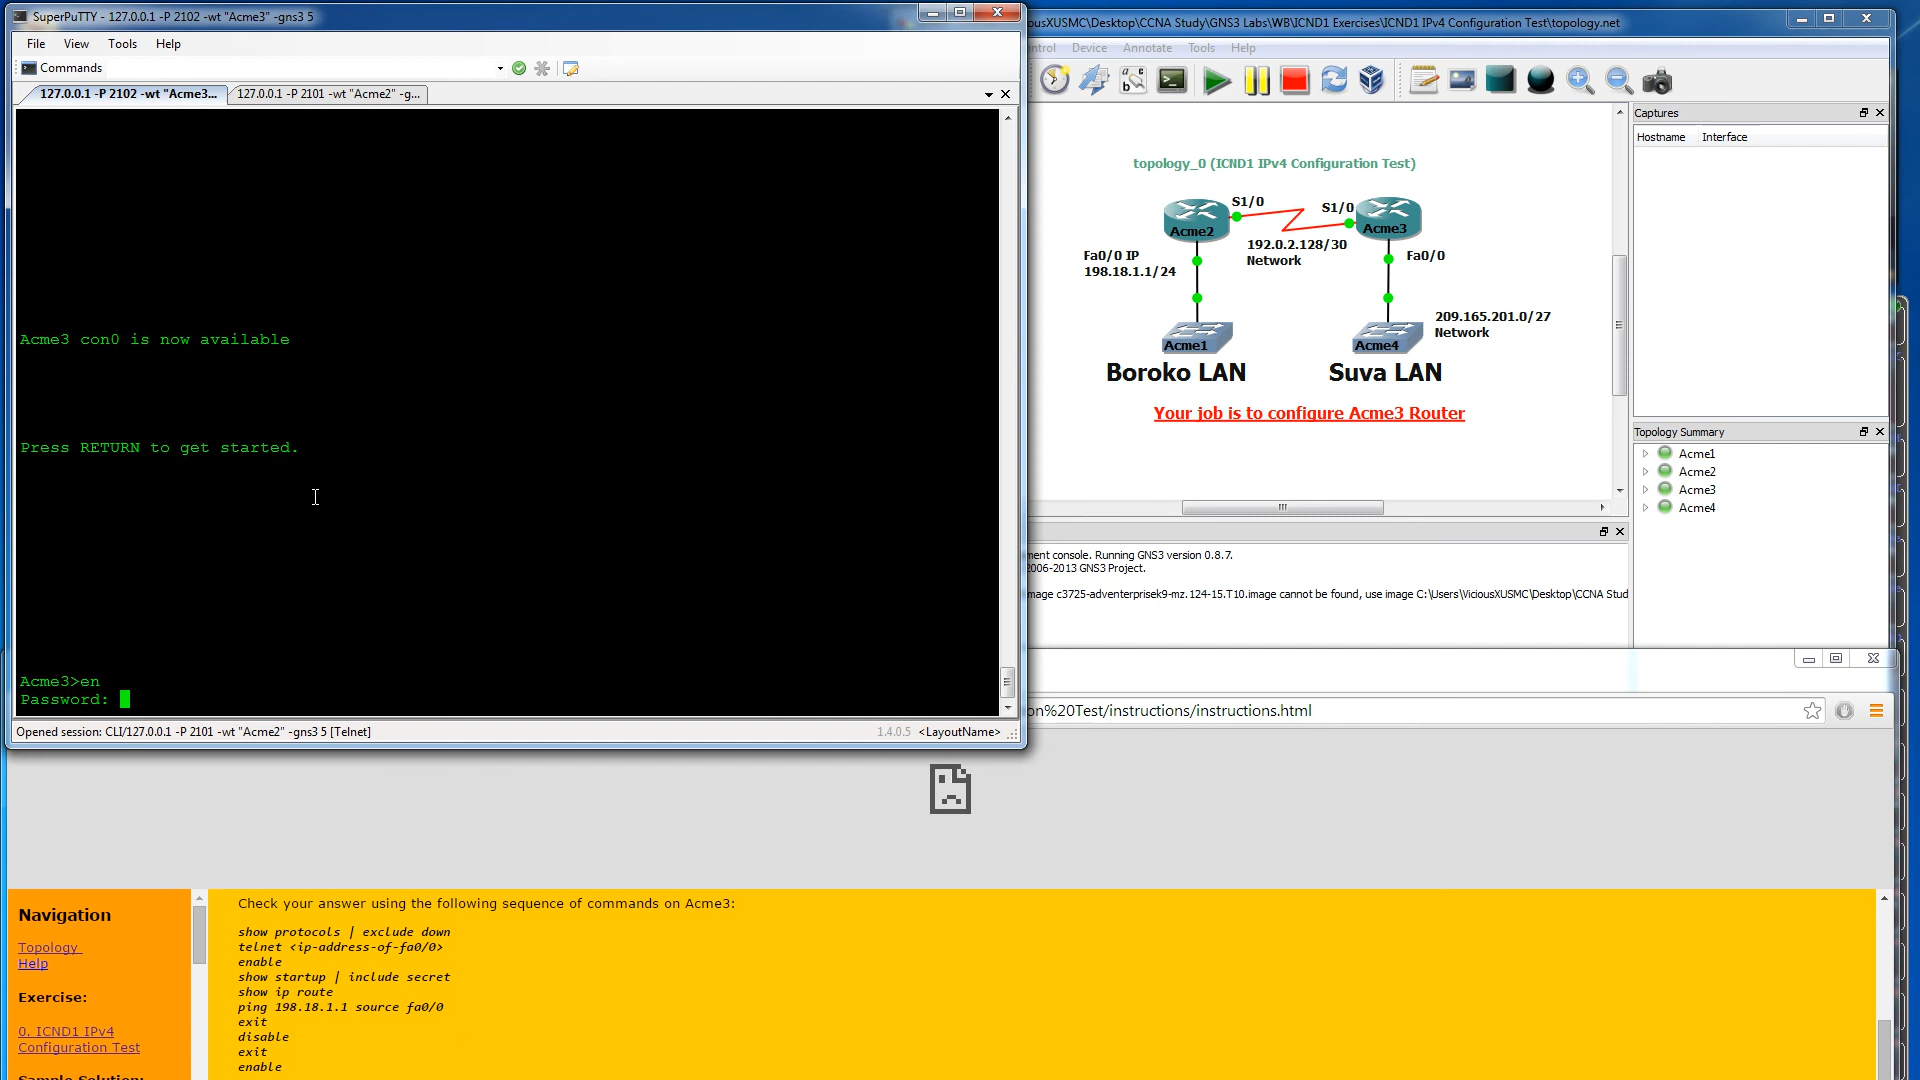 SuperPuTTY - 127.0.0.1 -P 2102 -wt "Acme3" -gns3 5
File View Tools Help
Commands
127.0.0.1 -P 2102 -wt "Acme3... 127.0.0.1 -P 2101 -wt "Acme2" -g...
Acme3 con0 is now available
Press RETURN to get started.
Acme3>en
Password:
Opened session: CLI/127.0.0.1 -P 2101 -wt "Acme2" -gns3 5 [Telnet] 1.4.0.5 <LayoutName>
ousXUSMC\Desktop\CCNA Study\GNS3 Labs\WB\ICND1 Exercises\ICND1 IPv4 Configuration Test\topology.net
ntrol Device Annotate Tools Help
topology_0 (ICND1 IPv4 Configuration Test)
S1/0
S1/0
Acme2
Acme3
192.0.2.128/30
Network
Fa0/0 IP
198.18.1.1/24
Fa0/0
209.165.201.0/27
Network
Acme1
Acme4
Boroko LAN
Suva LAN
Your job is to configure Acme3 Router
Captures
Hostname Interface
Topology Summary
Acme1
Acme2
Acme3
Acme4
ment console. Running GNS3 version 0.8.7.
2006-2013 GNS3 Project.
mage c3725-adventerprisek9-mz.124-15.T10.image cannot be found, use image C:\Users\ViciousXUSMC\Desktop\CCNA Stud
on%20Test/instructions/instructions.html
Navigation
Topology
Help
Exercise:
0. ICND1 IPv4
Configuration Test
Sample Solution:
Check your answer using the following sequence of commands on Acme3:
show protocols | exclude down
telnet <ip-address-of-fa0/0>
enable
show startup | include secret
show ip route
ping 198.18.1.1 source fa0/0
exit
disable
exit
enable